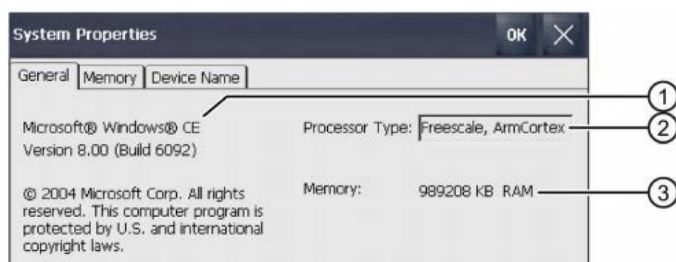 System Properties
OK
General Memory Device Name
1
Microsoft® Windows® CE
Version 8.00 (Build 6092)
Processor Type: Freescale, ArmCortex
2
© 2004 Microsoft Corp. All rights
reserved. This computer program is
protected by U.S. and international
copyright laws.
Memory: 989208 KB RAM
3